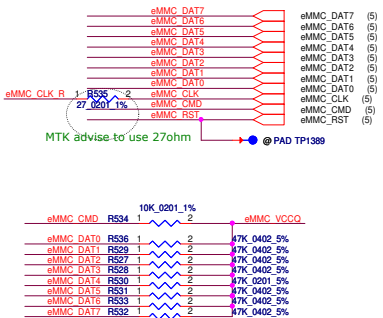 eMMC_DAT7 eMMC_DAT7 (5)
eMMC_DAT6 eMMC_DAT6 (5)
eMMC_DAT5 eMMC_DAT5 (5)
eMMC_DAT4 eMMC_DAT4 (5)
eMMC_DAT3 eMMC_DAT3 (5)
eMMC_DAT2 eMMC_DAT2 (5)
eMMC_DAT1 eMMC_DAT1 (5)
eMMC_DAT0 eMMC_DAT0 (5)
eMMC_CLK_R 1 R535 2 eMMC_CLK eMMC_CLK (5)
27_0201_1% eMMC_CMD eMMC_CMD (5)
eMMC_RST eMMC_RST (5)
MTK advise to use 27ohm
@ PAD TP1389
10K_0201_1%
eMMC_CMD R534 1 2 eMMC_VCCQ
eMMC_DAT0 R536 1 2 47K_0402_5%
eMMC_DAT1 R529 1 2 47K_0402_5%
eMMC_DAT2 R527 1 2 47K_0402_5%
eMMC_DAT3 R528 1 2 47K_0402_5%
eMMC_DAT4 R530 1 2 47K_0201_5%
eMMC_DAT5 R531 1 2 47K_0402_5%
eMMC_DAT6 R533 1 2 47K_0402_5%
eMMC_DAT7 R532 1 2 47K_0402_5%